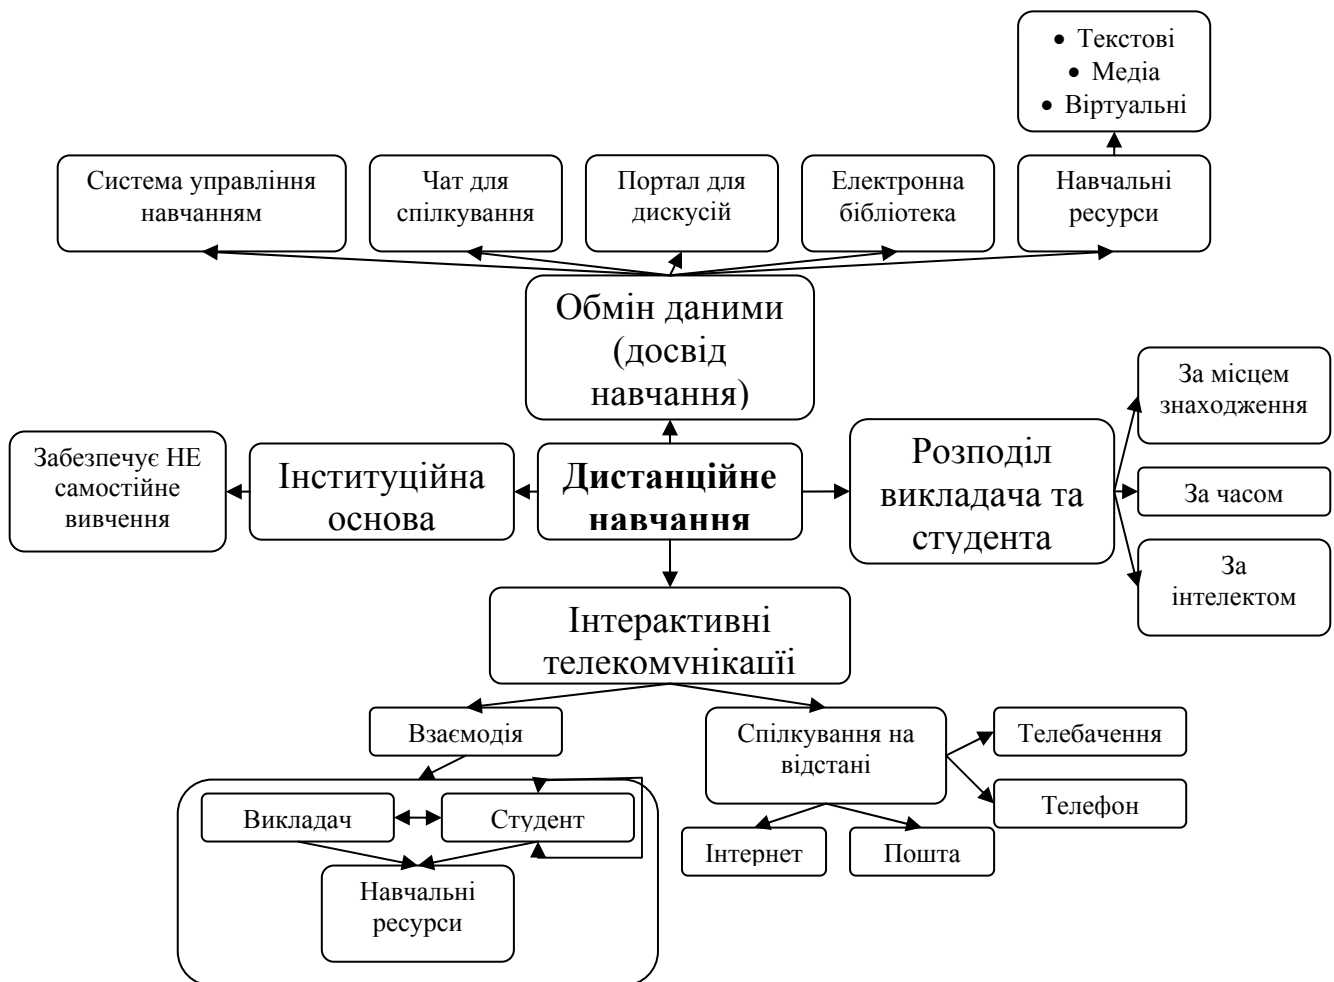 • Текстові
• Медіа
• Віртуальні
Система управління
навчанням
Чат для
спілкування
Портал для
дискусій
Електронна
бібліотека
Навчальні
ресурси
Обмін даними
(досвід
навчання)
За місцем
знаходження
Забезпечує НЕ
самостійне
вивчення
Інституційна
основа
Дистанційне
навчання
Розподіл
викладача та
студента
За часом
За
інтелектом
Інтерактивні
телекомунікації
Взаємодія
Спілкування на
відстані
Телебачення
Телефон
Викладач
Студент
Інтернет
Пошта
Навчальні
ресурси